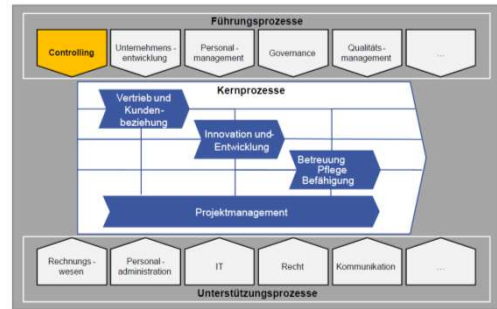 Führungsprozesse
Controlling
Unternehmens-
entwicklung
Personal-
management
Governance
Qualitäts-
management
...
Kernprozesse
Vertrieb und
Kunden-
beziehung
Innovation und-
Entwicklung
Betreuung
Pflege
Befähigung
Projektmanagement
Rechnungs-
wesen
Personal-
administration
IT
Recht
Kommunikation
...
Unterstützungsprozesse